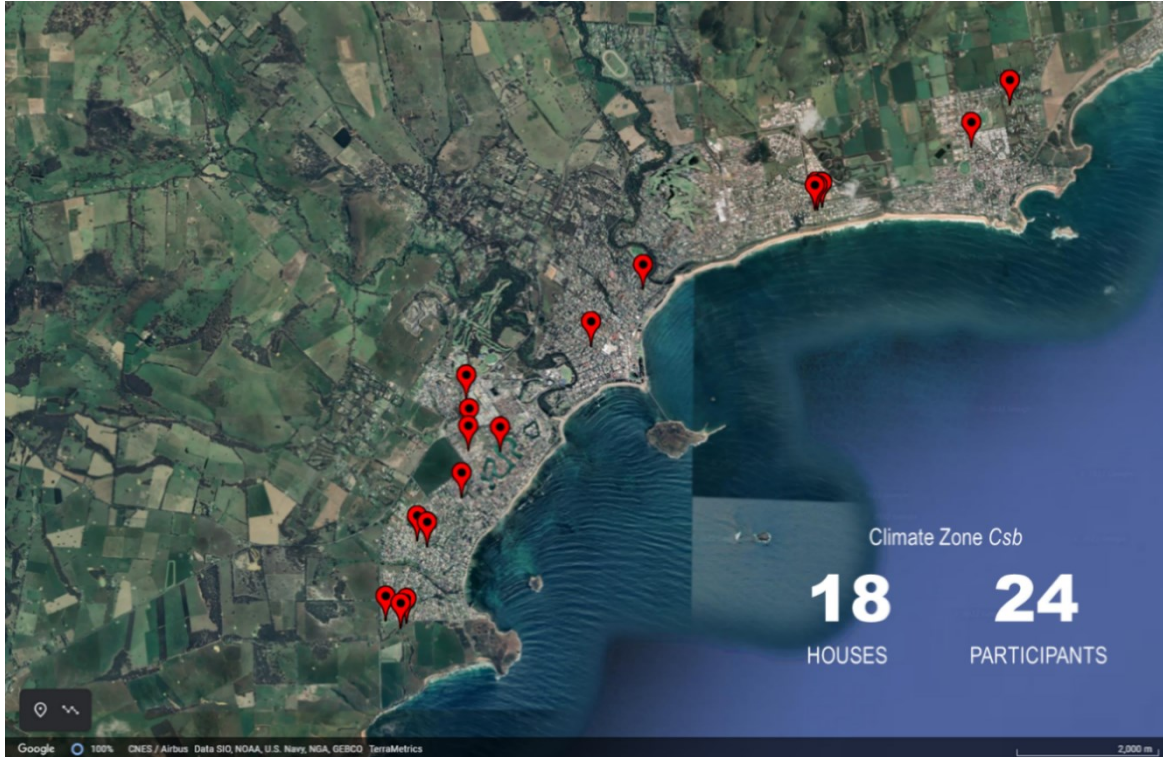 Climate Zone Csb
18 24
HOUSES PARTICIPANTS
Google 100% CNES / Airbus Data SIO, NOAA, U.S. Navy, NGA, GEBCO TerraMetrics 2,000 m